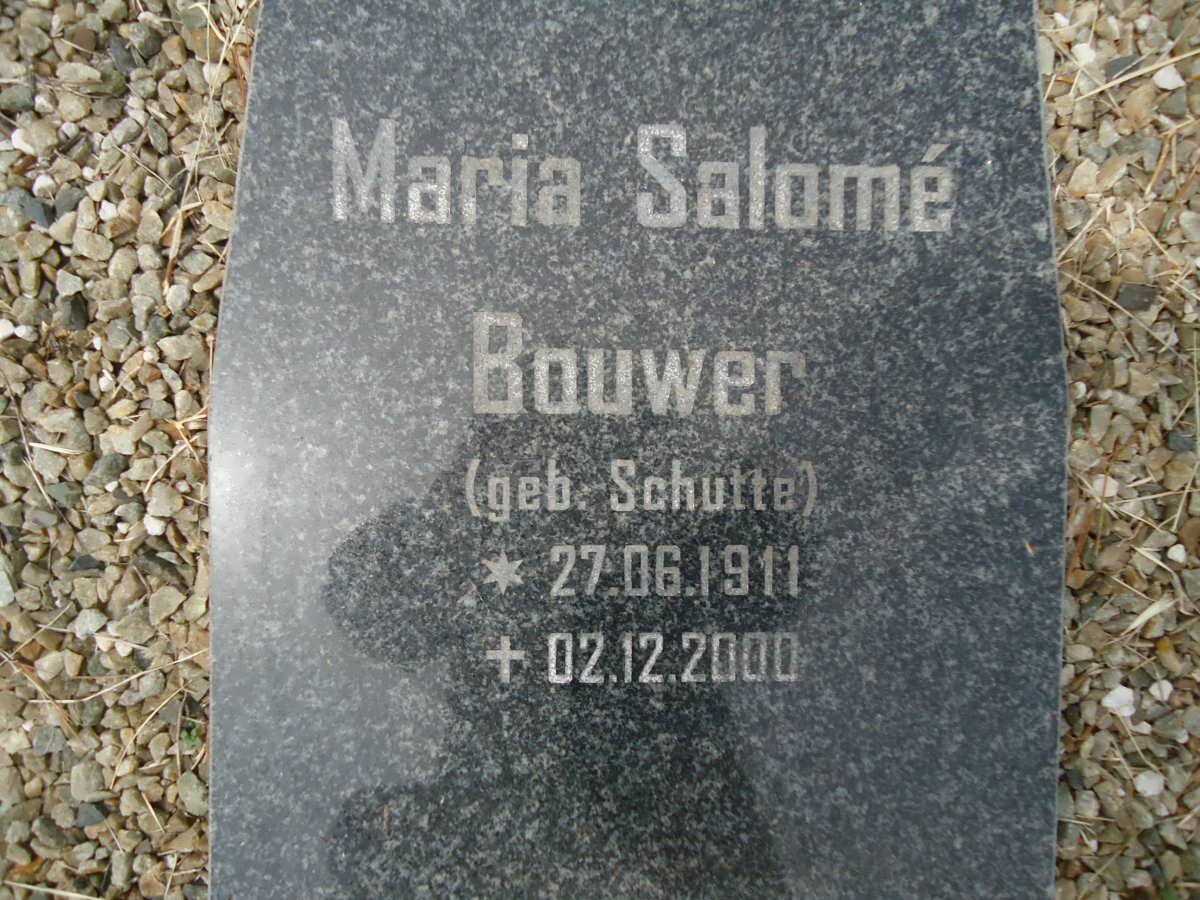 Maria Salomé
Bouwer
(geb. Schutte)
* 27.06.1911
+ 02.12.2000